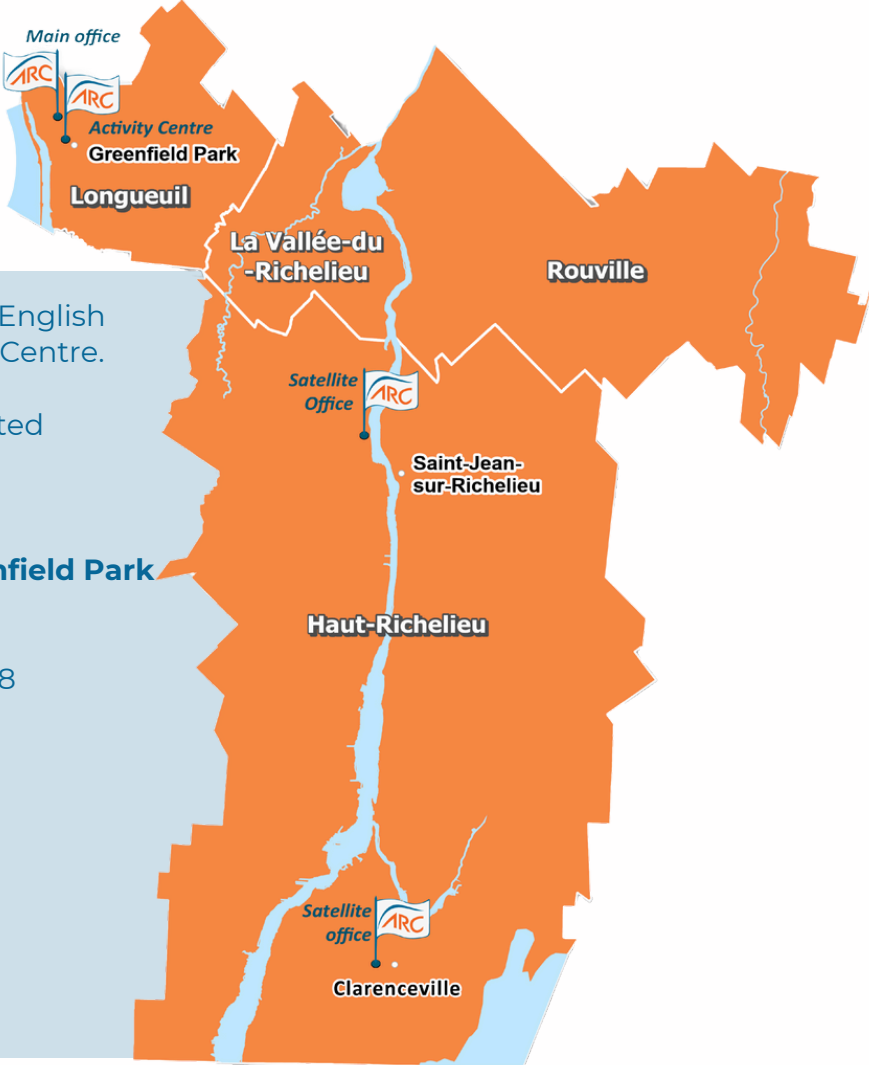 Main office
ARC
ARC
Activity Centre
Greenfield Park
Longueuil
La Vallée-du
-Richelieu
Rouville
English
Centre.
Satellite
Office
ARC
ted
Saint-Jean-
sur-Richelieu
nfield Park
Haut-Richelieu
8
Satellite
office
ARC
Clarenceville